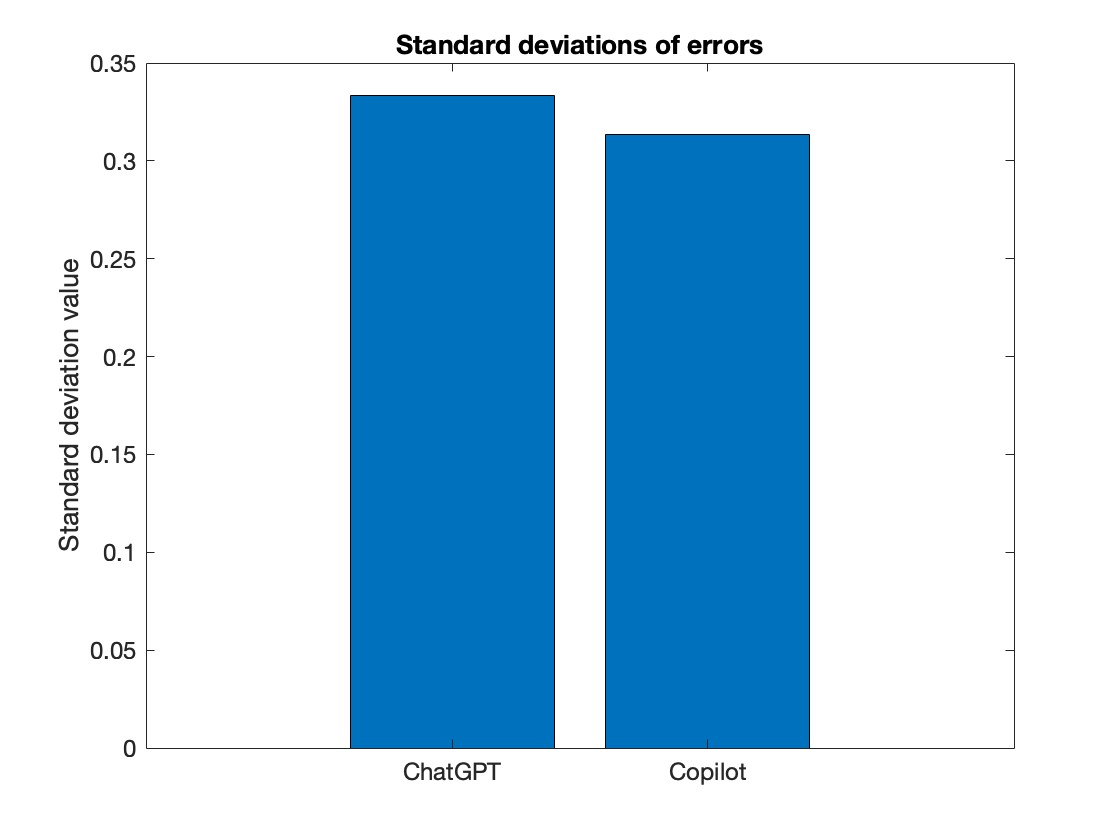 Standard deviations of errors
0.35
0.3
0.25
0.2
0.15
0.1
0.05
0
Standard deviation value
ChatGPT
Copilot